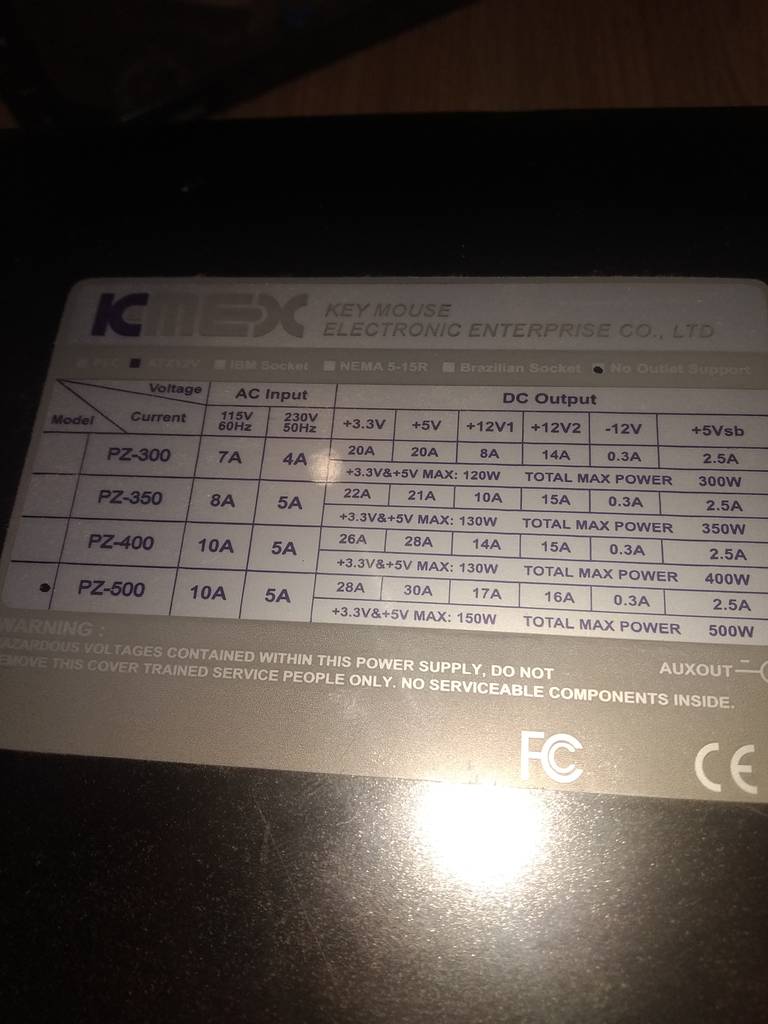 KMEX KEY MOUSE
ELECTRONIC ENTERPRISE CO., LTD
ATX12V IBM Socket NEMA 5-15R Brazilian Socket No Outlet Support
Voltage AC Input DC Output
Model Current 115V 60Hz 230V 50Hz +3.3V +5V +12V1 +12V2 -12V +5Vsb
PZ-300 7A 4A 20A 20A 8A 14A 0.3A 2.5A
+3.3V&+5V MAX: 120W TOTAL MAX POWER 300W
PZ-350 8A 5A 22A 21A 10A 15A 0.3A 2.5A
+3.3V&+5V MAX: 130W TOTAL MAX POWER 350W
PZ-400 10A 5A 26A 28A 14A 15A 0.3A 2.5A
+3.3V&+5V MAX: 130W TOTAL MAX POWER 400W
PZ-500 10A 5A 28A 30A 17A 16A 0.3A 2.5A
+3.3V&+5V MAX: 150W TOTAL MAX POWER 500W
WARNING :
HAZARDOUS VOLTAGES CONTAINED WITHIN THIS POWER SUPPLY, DO NOT
REMOVE THIS COVER TRAINED SERVICE PEOPLE ONLY. NO SERVICEABLE COMPONENTS INSIDE.
AUXOUT
FC CE